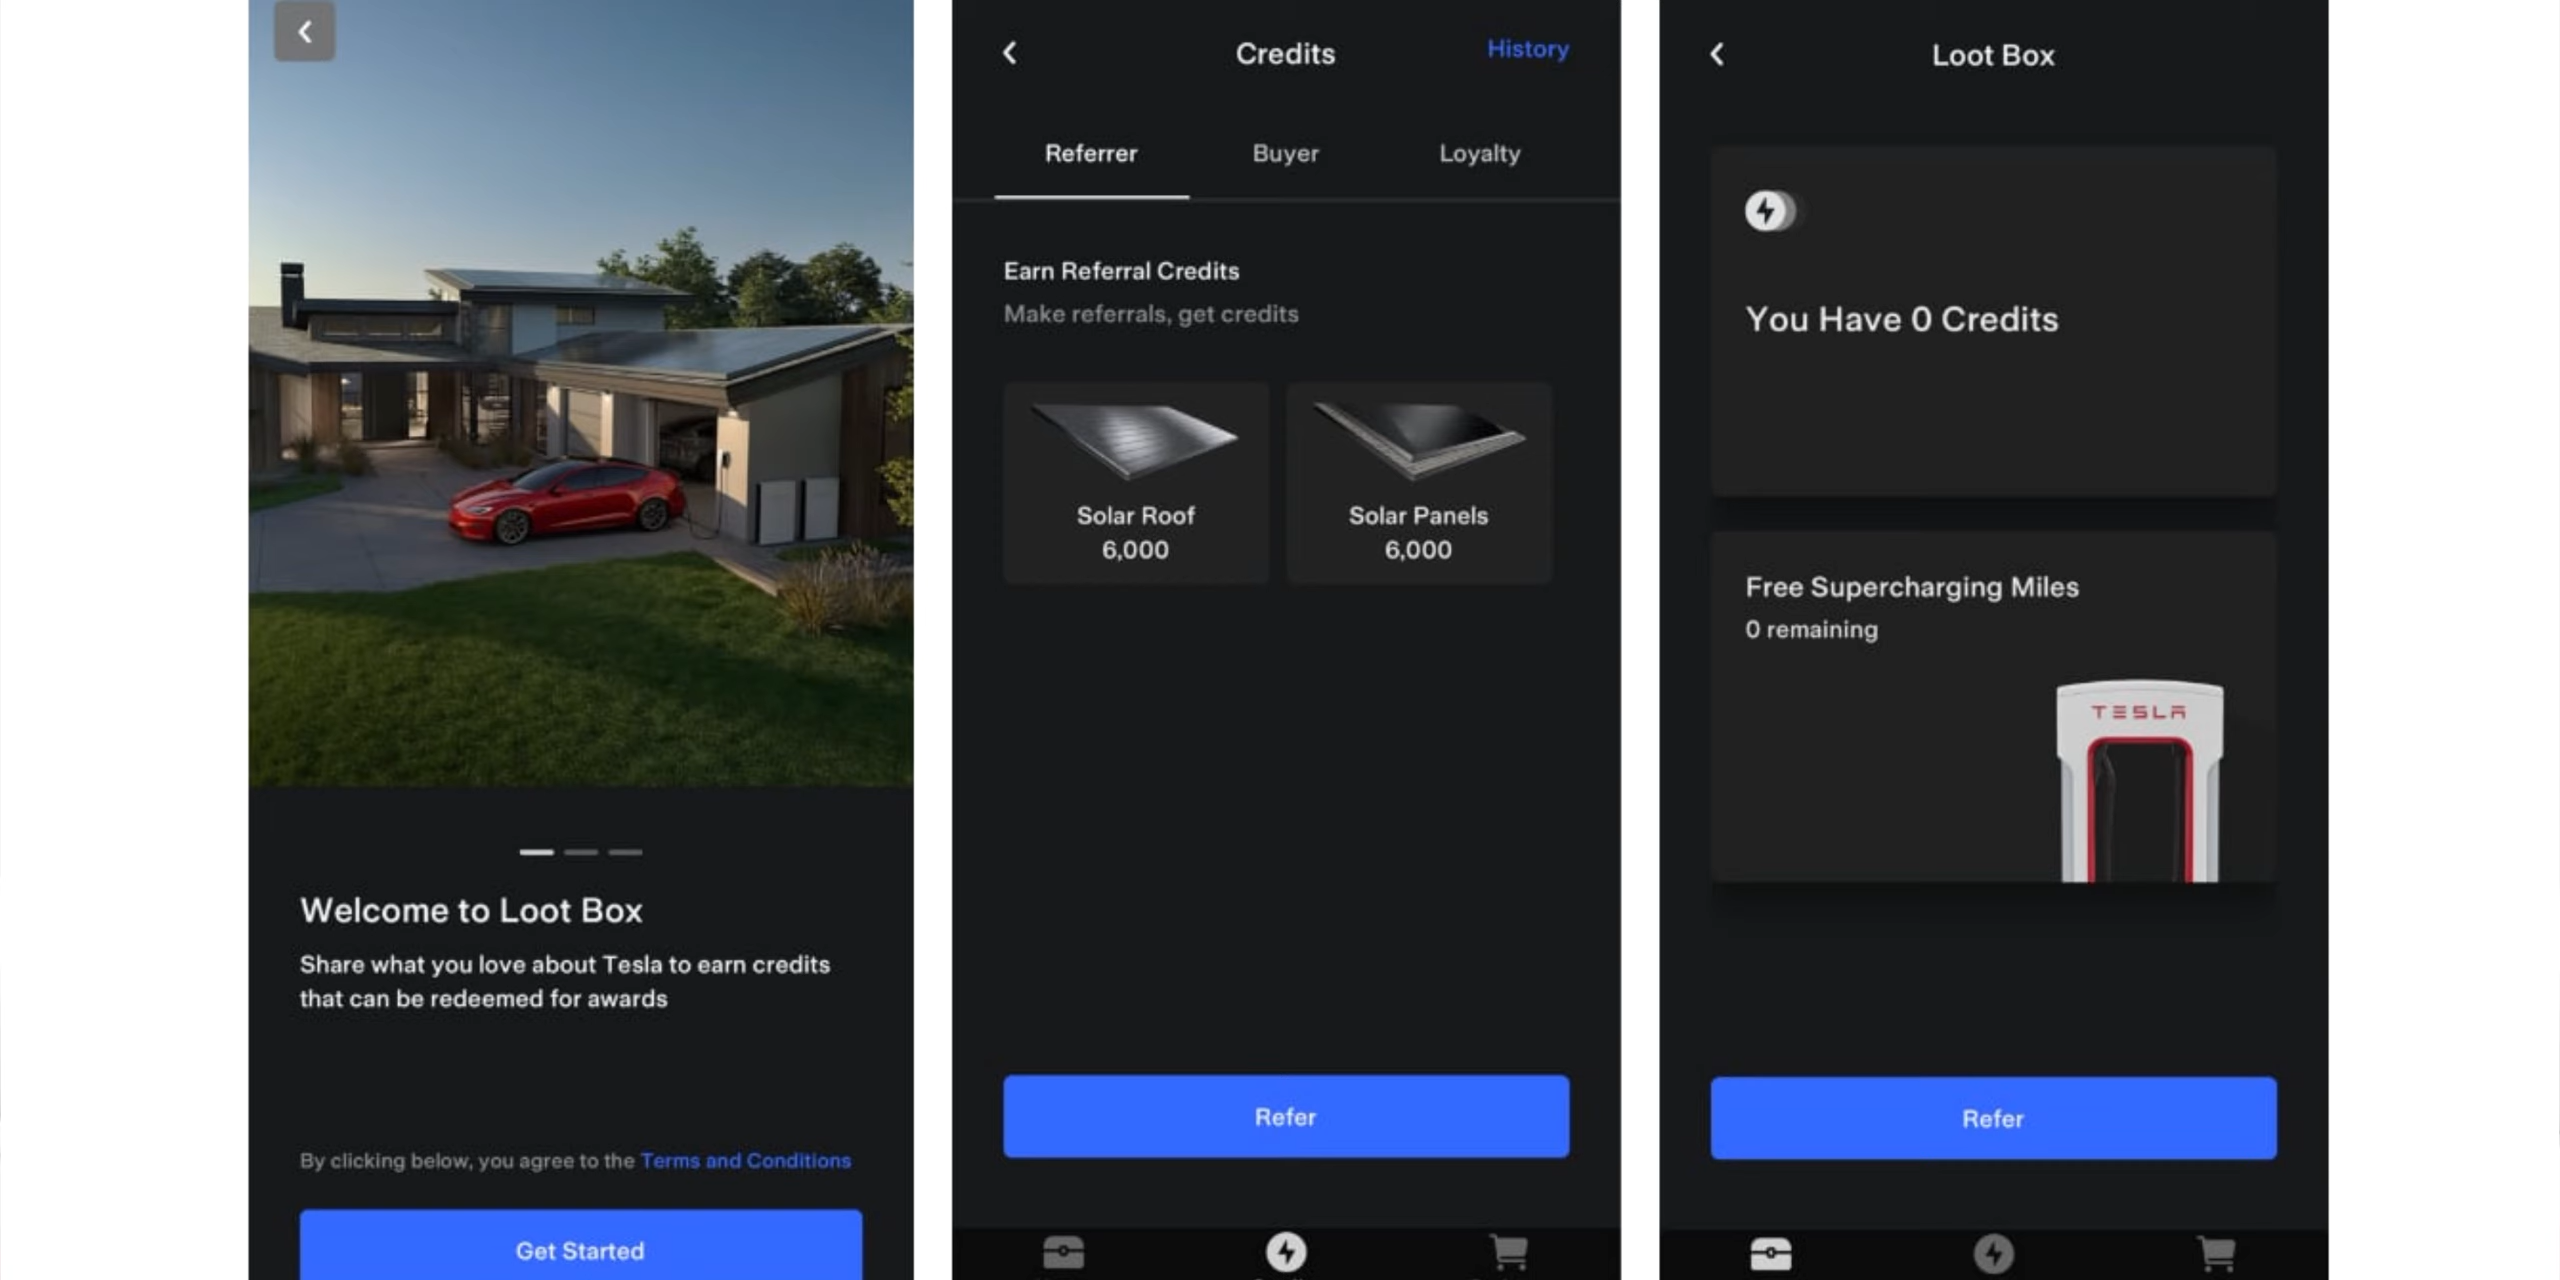 Welcome to Loot Box
Share what you love about Tesla to earn credits
that can be redeemed for awards
By clicking below, you agree to the Terms and Conditions
Get Started
Credits
History
Referrer
Buyer
Loyalty
Earn Referral Credits
Make referrals, get credits
Solar Roof
6,000
Solar Panels
6,000
Refer
Loot Box
You Have 0 Credits
Free Supercharging Miles
0 remaining
TESLA
Refer